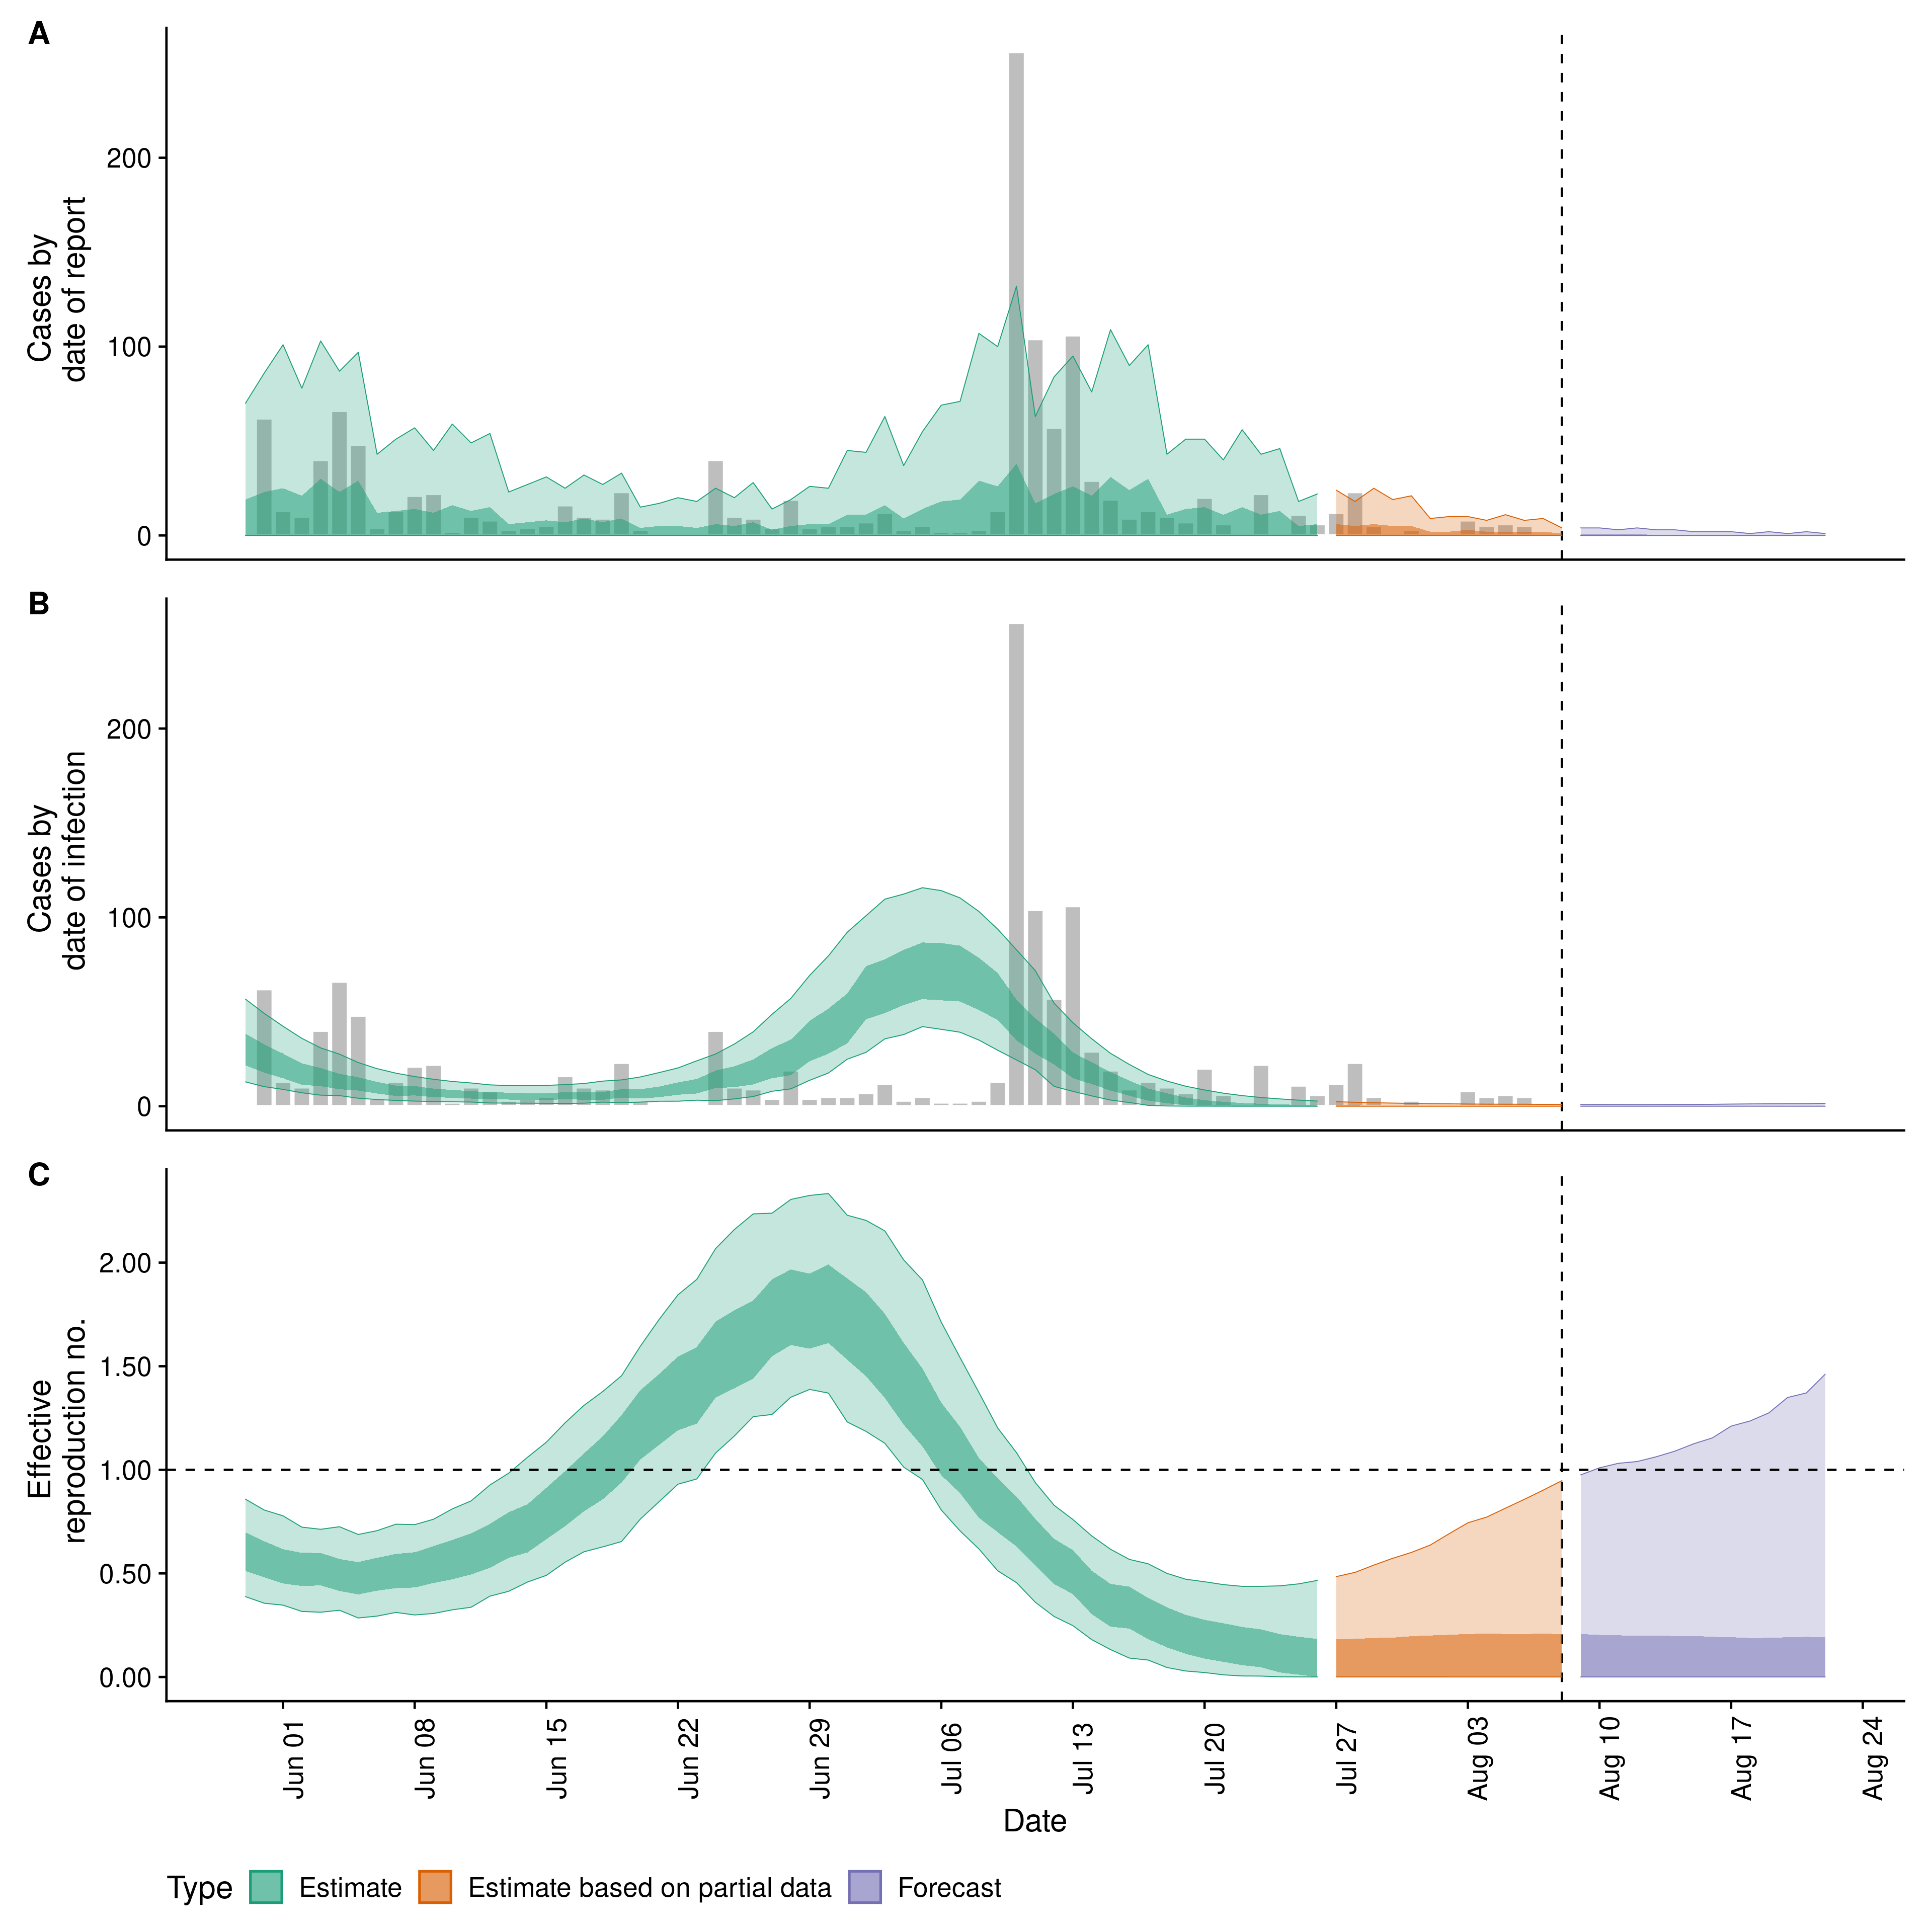 A
Cases by
date of report
200
100
0
B
Cases by
date of infection
200
100
0
C
Effective
reproduction no.
2.00
1.50
1.00
0.50
0.00
Jun 01
Jun 08
Jun 15
Jun 22
Jun 29
Jul 06
Jul 13
Jul 20
Jul 27
Aug 03
Aug 10
Aug 17
Aug 24
Date
Type Estimate Estimate based on partial data Forecast